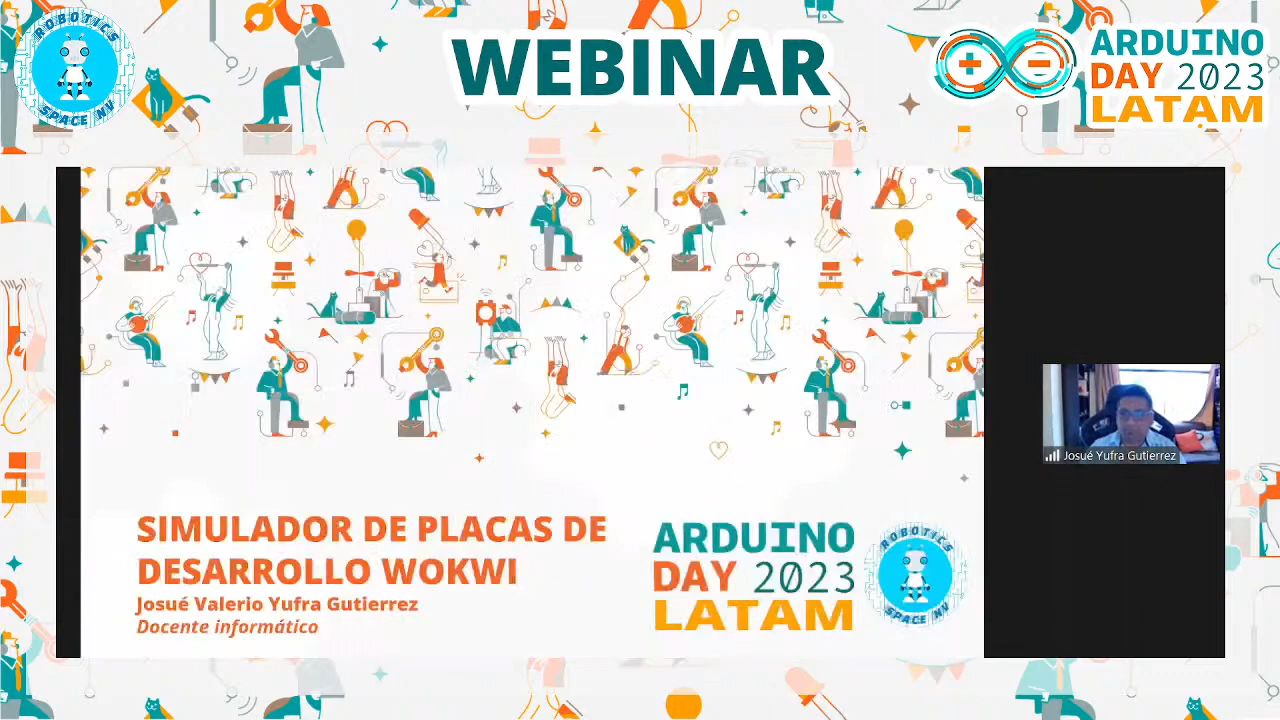 ROBOTICS
SPACE NV
WEBINAR
ARDUINO
DAY 2023
LATAM
SIMULADOR DE PLACAS DE
DESARROLLO WOKWI
Josué Valerio Yufra Gutierrez
Docente informático
ARDUINO
DAY 2023
LATAM
ROBOTICS
SPACE NV
Josué Yufra Gutierrez